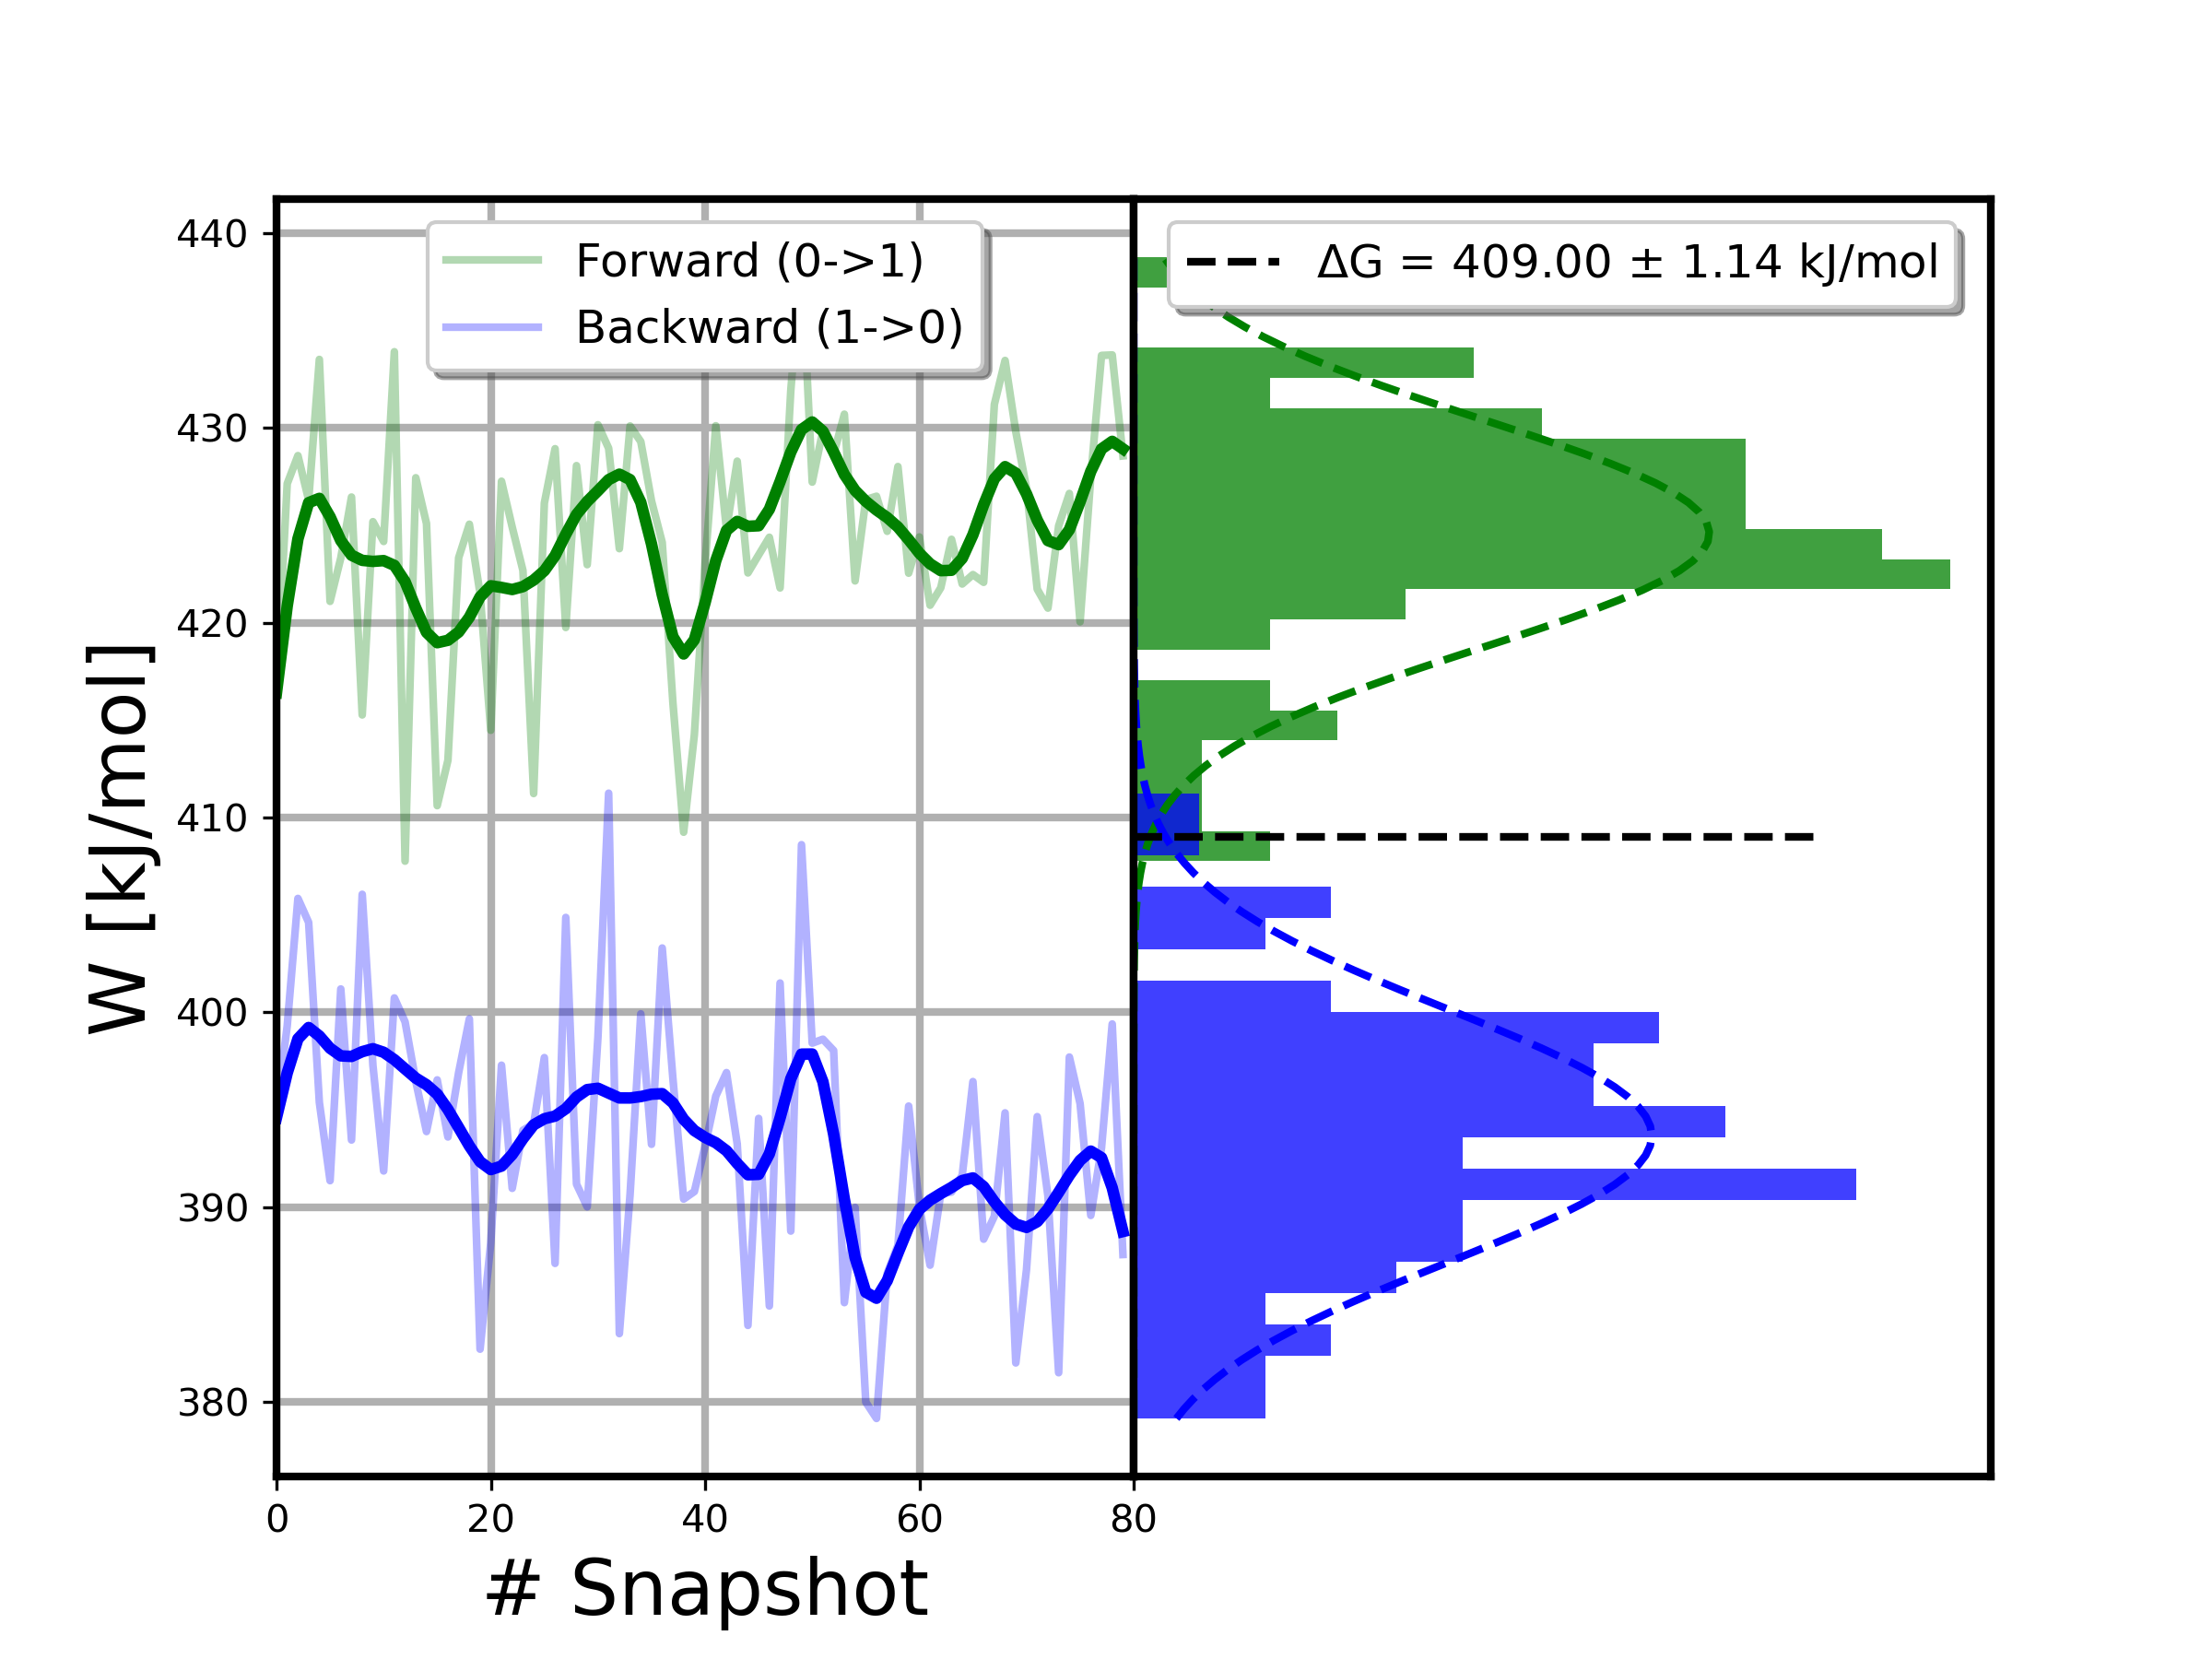 Forward (0->1)
Backward (1->0)
ΔG = 409.00 ± 1.14 kJ/mol
W [kJ/mol]
440
430
420
410
400
390
380
0 20 40 60 80
# Snapshot